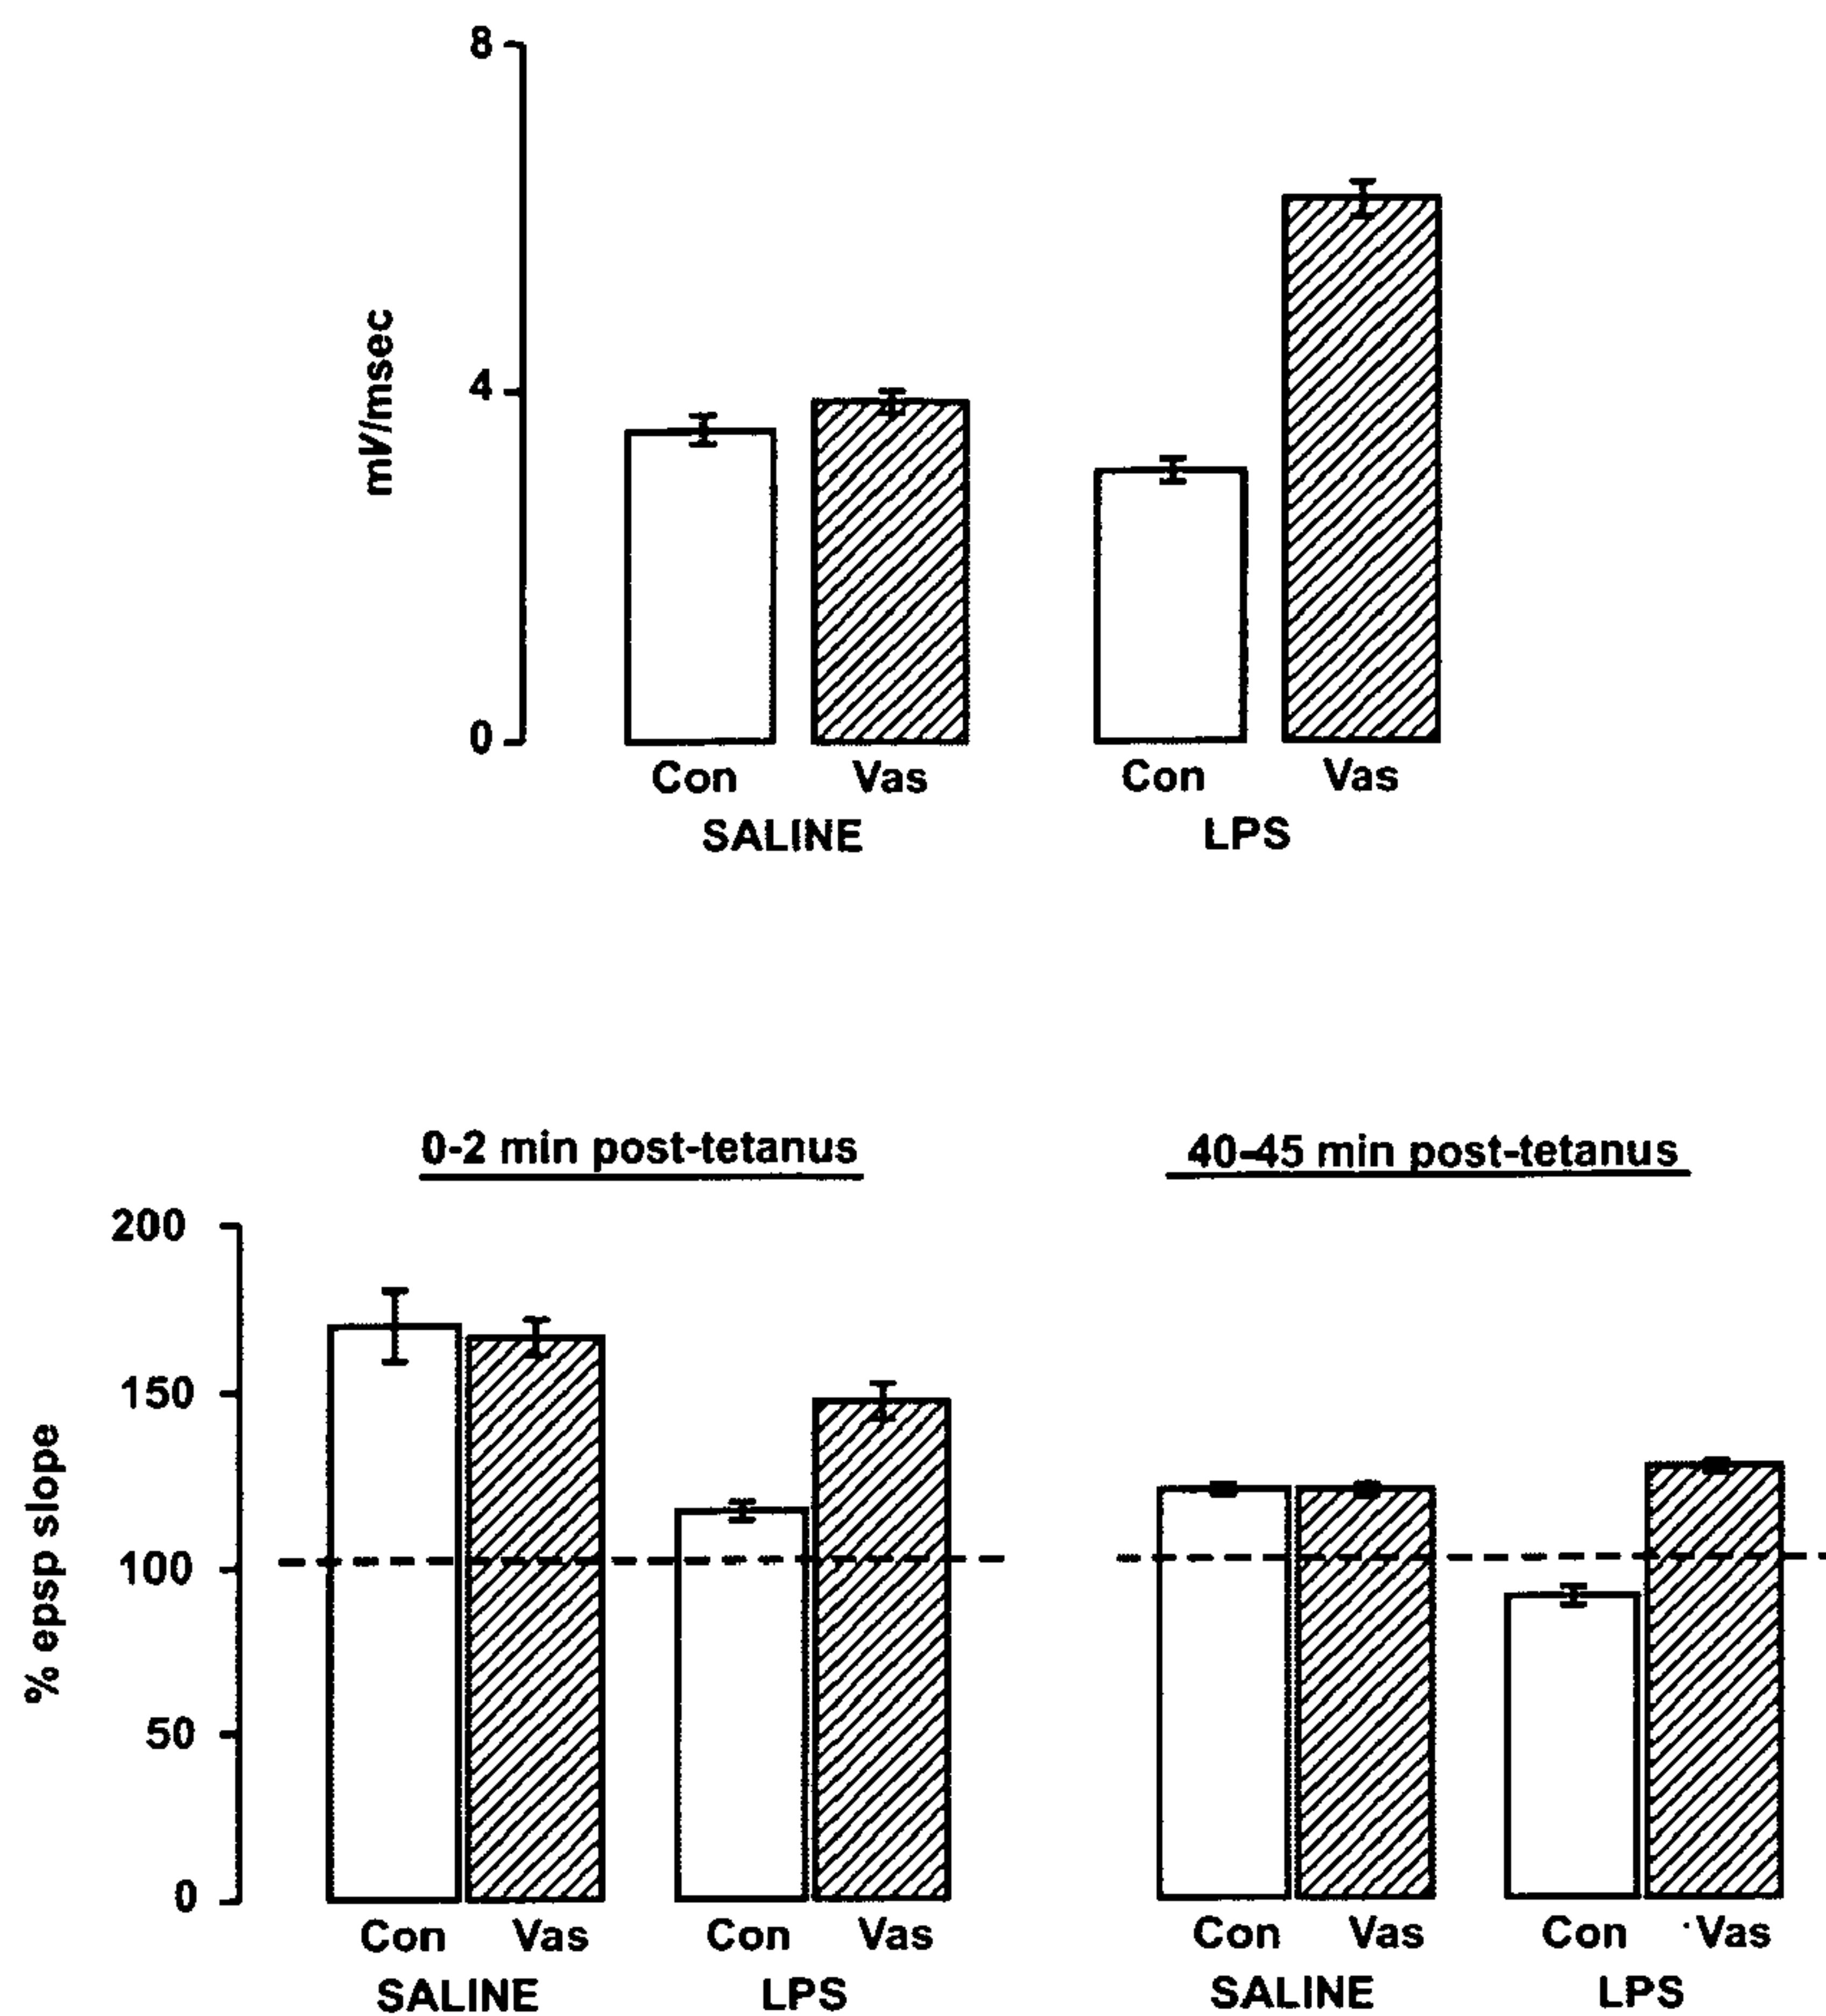 8
4
0
mV/msec
Con Vas Con Vas
SALINE LPS
0-2 min post-tetanus 40-45 min post-tetanus
200
150
100
50
0
% epsp slope
Con Vas Con Vas Con Vas Con Vas
SALINE LPS SALINE LPS